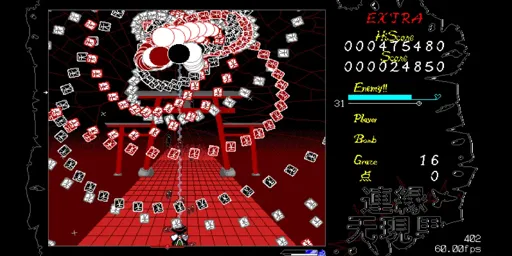 EXTRA
HiScore
000475480
Score
000024850
Enemy!!
31
Player
Bomb
Graze 16
点 0
連縁
无現里
402
60.00fps